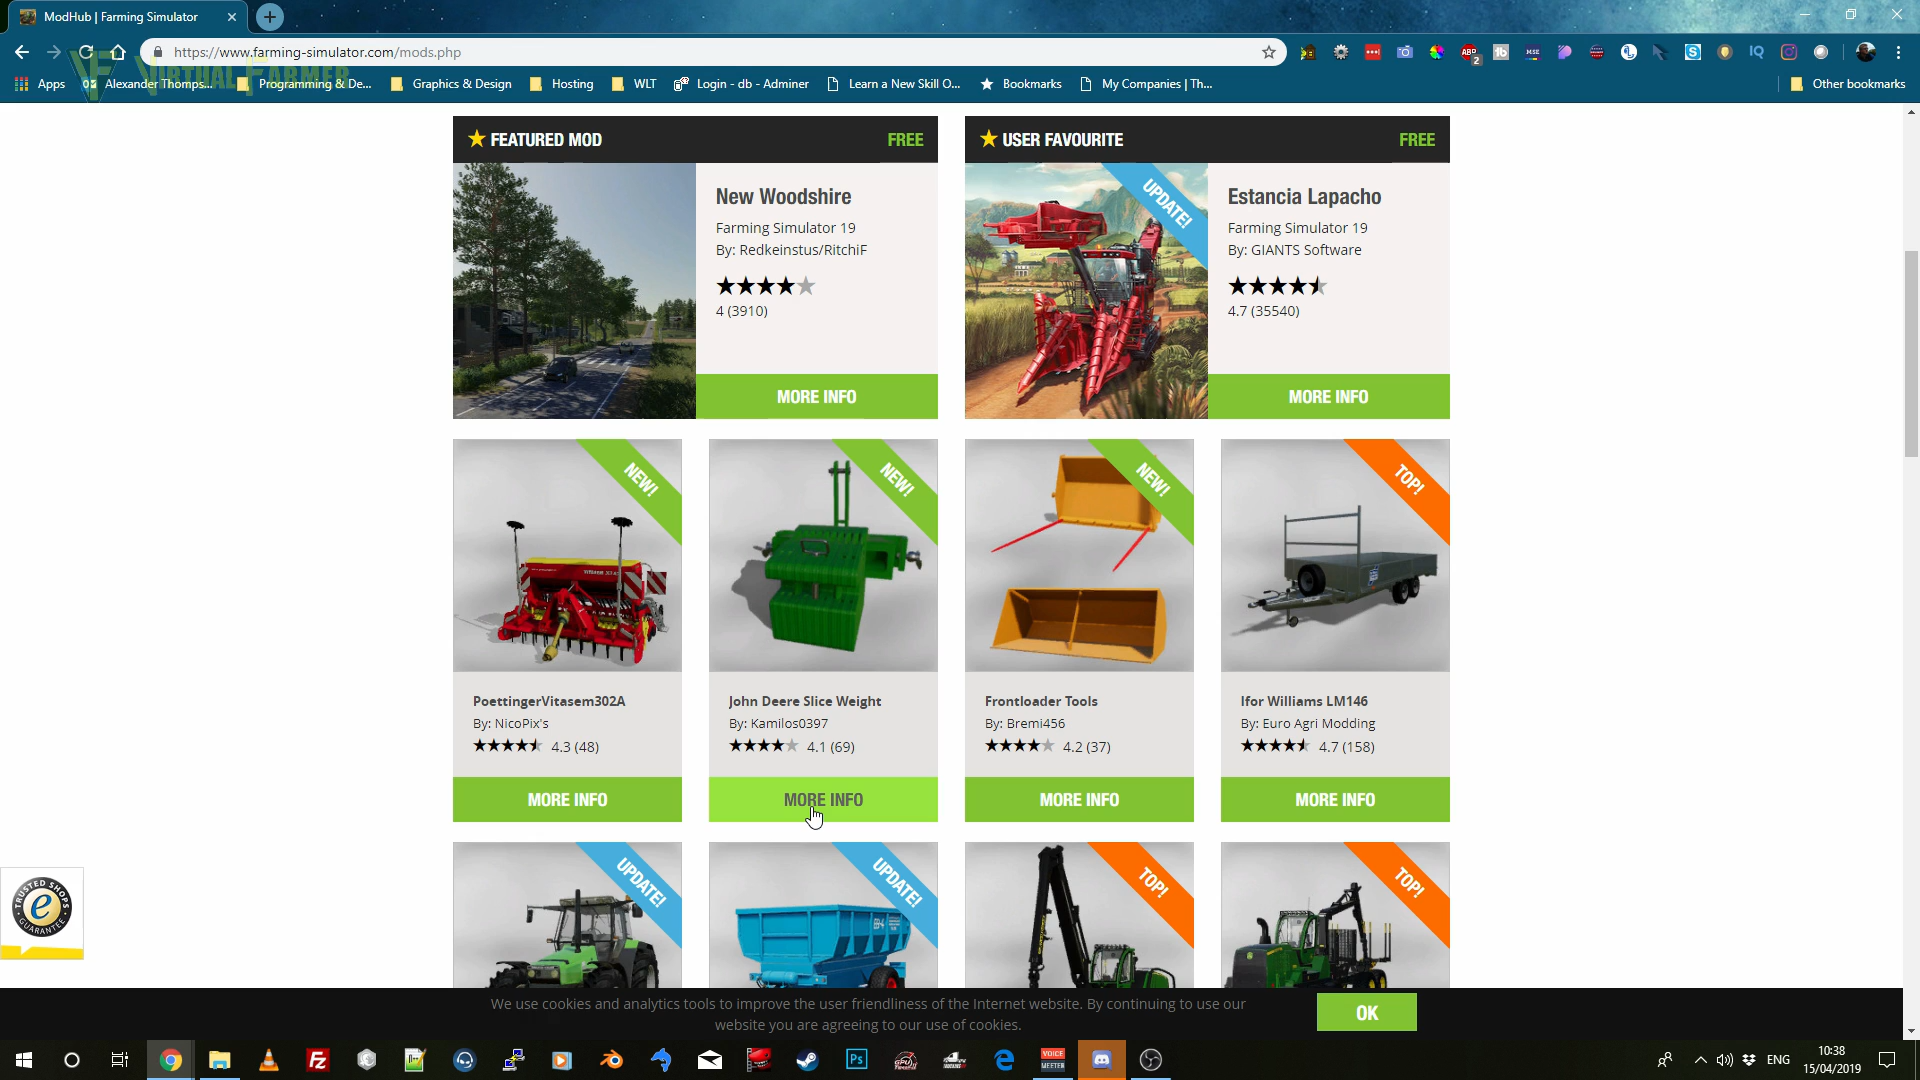 ModHub | Farming Simulator
https://www.farming-simulator.com/mods.php
VIRTUAL FARMER
Apps
Alexander Thomps...
Programming & De...
Graphics & Design
Hosting
WLT
Login - db - Adminer
Learn a New Skill O...
Bookmarks
My Companies | Th...
Other bookmarks
FEATURED MOD
FREE
New Woodshire
Farming Simulator 19
By: Redkeinstus/RitchiF
4 (3910)
MORE INFO
USER FAVOURITE
FREE
UPDATE!
Estancia Lapacho
Farming Simulator 19
By: GIANTS Software
4.7 (35540)
MORE INFO
NEW!
PoettingerVitasem302A
By: NicoPix's
4.3 (48)
MORE INFO
NEW!
John Deere Slice Weight
By: Kamilos0397
4.1 (69)
MORE INFO
NEW!
Frontloader Tools
By: Bremi456
4.2 (37)
MORE INFO
TOP!
Ifor Williams LM146
By: Euro Agri Modding
4.7 (158)
MORE INFO
UPDATE!
UPDATE!
TOP!
TOP!
TRUSTED SHOPS
GUARANTEE
We use cookies and analytics tools to improve the user friendliness of the Internet website. By continuing to use our
website you are agreeing to our use of cookies.
OK
ENG
10:38
15/04/2019